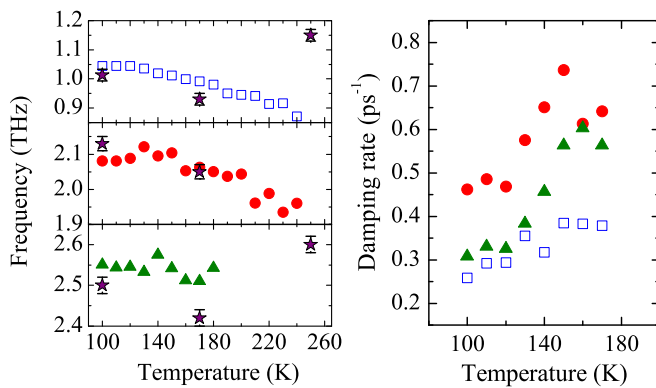 1.2
1.1
1.0
0.9
2.1
2.0
1.9
2.6
2.5
2.4
100 140 180 220 260
Temperature (K)
Frequency (THz)
0.8
0.7
0.6
0.5
0.4
0.3
0.2
100 120 140 160 180
Temperature (K)
Damping rate (ps⁻¹)